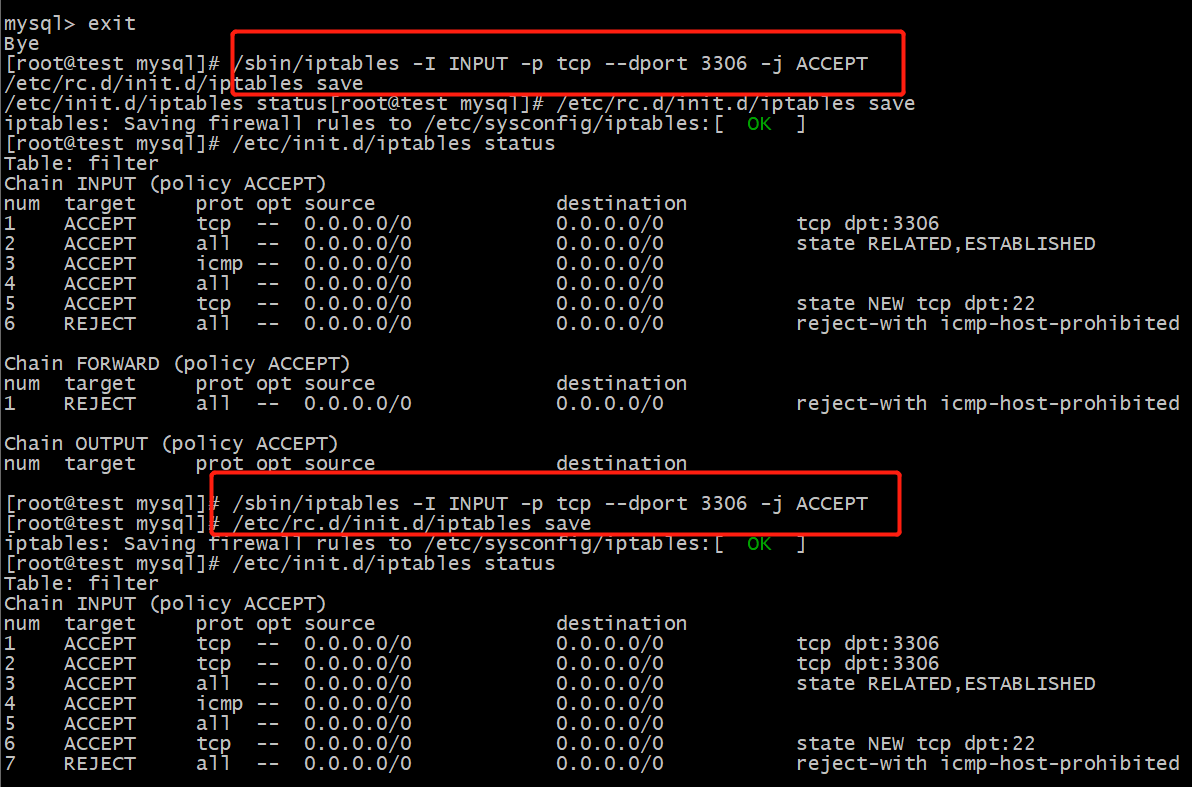 mysql> exit
Bye
[root@test mysql]# /sbin/iptables -I INPUT -p tcp --dport 3306 -j ACCEPT
/etc/rc.d/init.d/iptables save
/etc/init.d/iptables status[root@test mysql]# /etc/rc.d/init.d/iptables save
iptables: Saving firewall rules to /etc/sysconfig/iptables:[  OK  ]
[root@test mysql]# /etc/init.d/iptables status
Table: filter
Chain INPUT (policy ACCEPT)
num  target     prot opt source               destination
1    ACCEPT     tcp  --  0.0.0.0/0            0.0.0.0/0           tcp dpt:3306
2    ACCEPT     all  --  0.0.0.0/0            0.0.0.0/0           state RELATED,ESTABLISHED
3    ACCEPT     icmp --  0.0.0.0/0            0.0.0.0/0
4    ACCEPT     all  --  0.0.0.0/0            0.0.0.0/0
5    ACCEPT     tcp  --  0.0.0.0/0            0.0.0.0/0           state NEW tcp dpt:22
6    REJECT     all  --  0.0.0.0/0            0.0.0.0/0           reject-with icmp-host-prohibited
Chain FORWARD (policy ACCEPT)
num  target     prot opt source               destination
1    REJECT     all  --  0.0.0.0/0            0.0.0.0/0           reject-with icmp-host-prohibited
Chain OUTPUT (policy ACCEPT)
num  target     prot opt source               destination
[root@test mysql]# /sbin/iptables -I INPUT -p tcp --dport 3306 -j ACCEPT
[root@test mysql]# /etc/rc.d/init.d/iptables save
iptables: Saving firewall rules to /etc/sysconfig/iptables:[  OK  ]
[root@test mysql]# /etc/init.d/iptables status
Table: filter
Chain INPUT (policy ACCEPT)
num  target     prot opt source               destination
1    ACCEPT     tcp  --  0.0.0.0/0            0.0.0.0/0           tcp dpt:3306
2    ACCEPT     tcp  --  0.0.0.0/0            0.0.0.0/0           tcp dpt:3306
3    ACCEPT     all  --  0.0.0.0/0            0.0.0.0/0           state RELATED,ESTABLISHED
4    ACCEPT     icmp --  0.0.0.0/0            0.0.0.0/0
5    ACCEPT     all  --  0.0.0.0/0            0.0.0.0/0
6    ACCEPT     tcp  --  0.0.0.0/0            0.0.0.0/0           state NEW tcp dpt:22
7    REJECT     all  --  0.0.0.0/0            0.0.0.0/0           reject-with icmp-host-prohibited